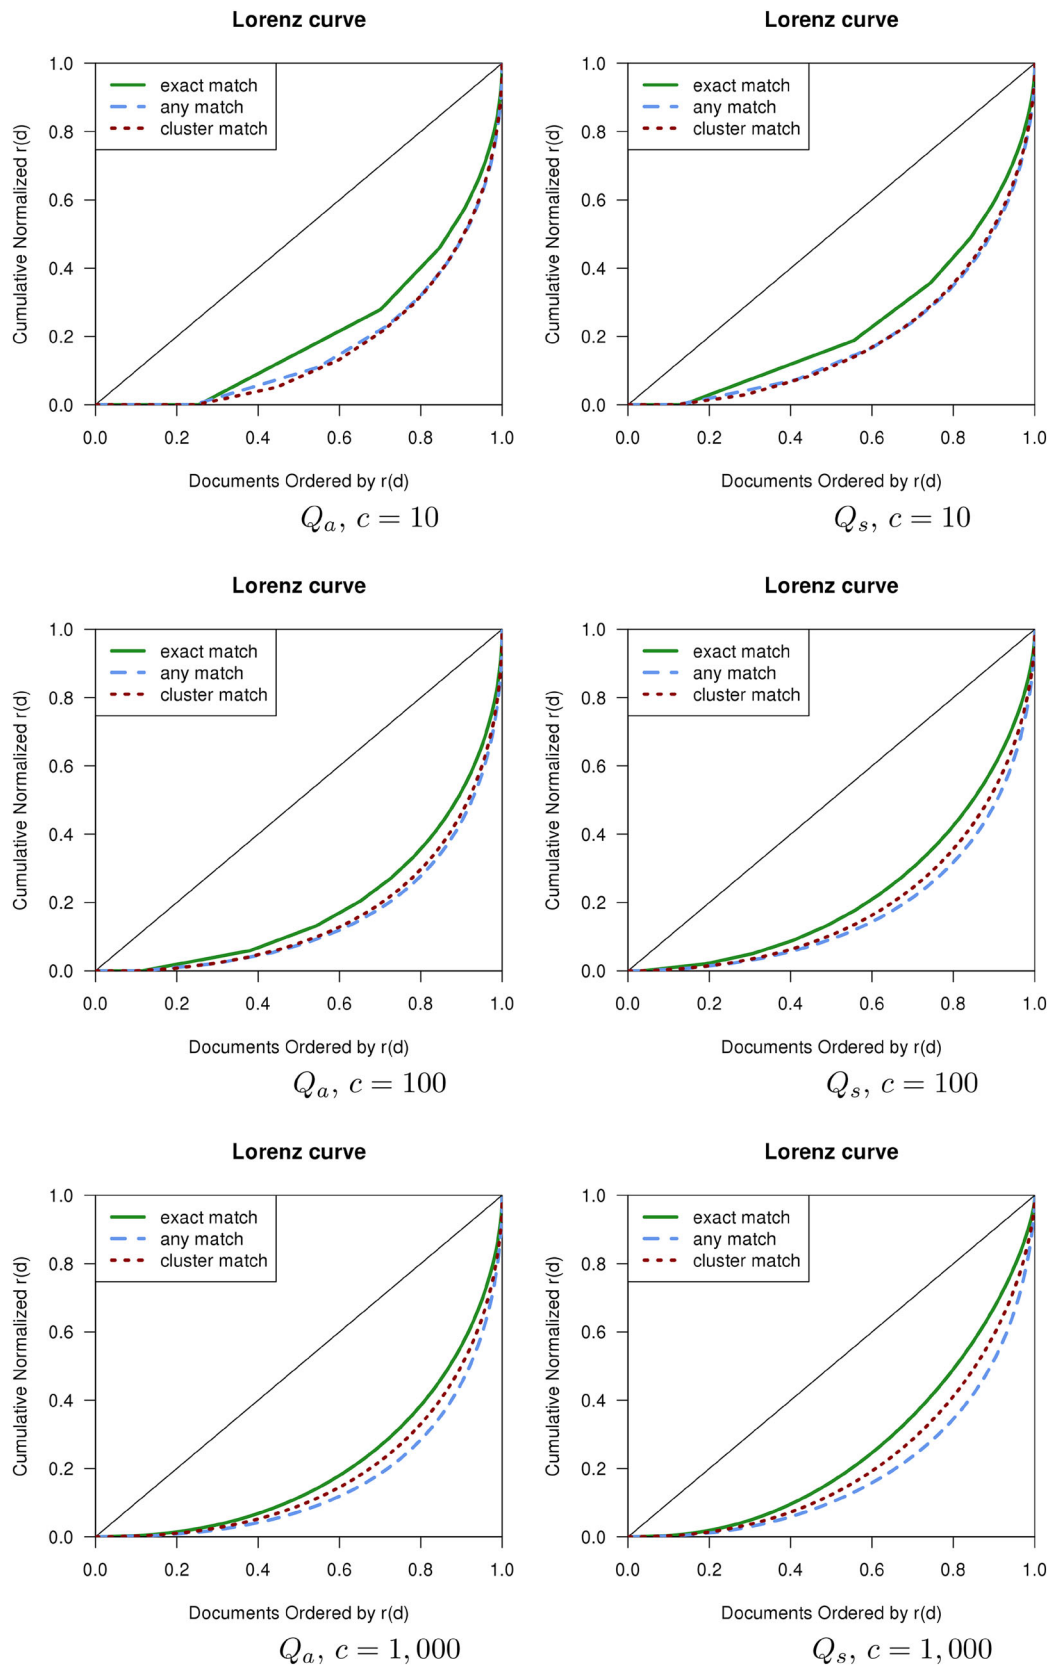 Lorenz curve
exact match
any match
cluster match
Cumulative Normalized r(d)
1.0
0.8
0.6
0.4
0.2
0.0
0.0 0.2 0.4 0.6 0.8 1.0
Documents Ordered by r(d)
Qₐ, c = 10
Lorenz curve
exact match
any match
cluster match
Cumulative Normalized r(d)
1.0
0.8
0.6
0.4
0.2
0.0
0.0 0.2 0.4 0.6 0.8 1.0
Documents Ordered by r(d)
Qₛ, c = 10
Lorenz curve
exact match
any match
cluster match
Cumulative Normalized r(d)
1.0
0.8
0.6
0.4
0.2
0.0
0.0 0.2 0.4 0.6 0.8 1.0
Documents Ordered by r(d)
Qₐ, c = 100
Lorenz curve
exact match
any match
cluster match
Cumulative Normalized r(d)
1.0
0.8
0.6
0.4
0.2
0.0
0.0 0.2 0.4 0.6 0.8 1.0
Documents Ordered by r(d)
Qₛ, c = 100
Lorenz curve
exact match
any match
cluster match
Cumulative Normalized r(d)
1.0
0.8
0.6
0.4
0.2
0.0
0.0 0.2 0.4 0.6 0.8 1.0
Documents Ordered by r(d)
Qₐ, c = 1,000
Lorenz curve
exact match
any match
cluster match
Cumulative Normalized r(d)
1.0
0.8
0.6
0.4
0.2
0.0
0.0 0.2 0.4 0.6 0.8 1.0
Documents Ordered by r(d)
Qₛ, c = 1,000